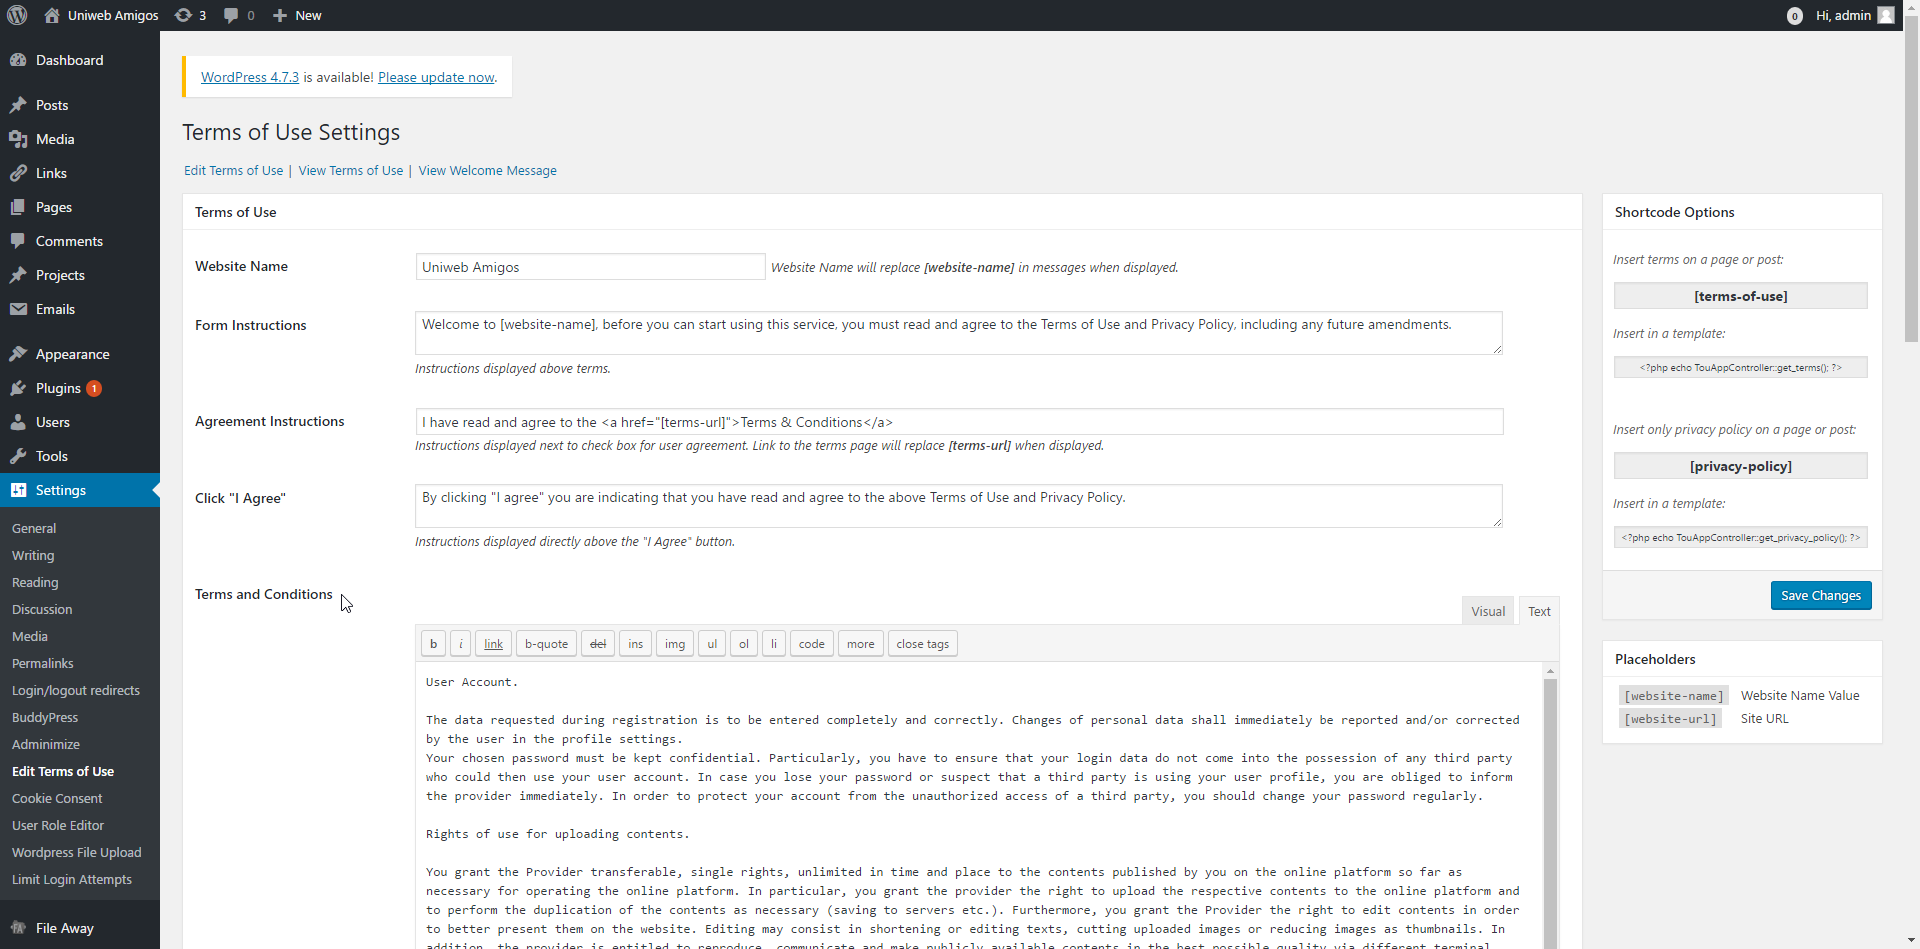 Uniweb Amigos 3 0 New 0 Hi, admin
Dashboard
Posts
Media
Links
Pages
Comments
Projects
Emails
Appearance
Plugins 1
Users
Tools
Settings
General
Writing
Reading
Discussion
Media
Permalinks
Login/logout redirects
BuddyPress
Adminimize
Edit Terms of Use
Cookie Consent
User Role Editor
Wordpress File Upload
Limit Login Attempts
File Away
WordPress 4.7.3 is available! Please update now.
Terms of Use Settings
Edit Terms of Use | View Terms of Use | View Welcome Message
Terms of Use
Website Name
Uniweb Amigos
Website Name will replace [website-name] in messages when displayed.
Form Instructions
Welcome to [website-name], before you can start using this service, you must read and agree to the Terms of Use and Privacy Policy, including any future amendments.
Instructions displayed above terms.
Agreement Instructions
I have read and agree to the <a href="[terms-url]">Terms & Conditions</a>
Instructions displayed next to check box for user agreement. Link to the terms page will replace [terms-url] when displayed.
Click "I Agree"
By clicking "I agree" you are indicating that you have read and agree to the above Terms of Use and Privacy Policy.
Instructions displayed directly above the "I Agree" button.
Terms and Conditions
Visual Text
b i link b-quote del ins img ul ol li code more close tags
User Account.
The data requested during registration is to be entered completely and correctly. Changes of personal data shall immediately be reported and/or corrected
by the user in the profile settings.
Your chosen password must be kept confidential. Particularly, you have to ensure that your login data do not come into the possession of any third party
who could then use your user account. In case you lose your password or suspect that a third party is using your user profile, you are obliged to inform
the provider immediately. In order to protect your account from the unauthorized access of a third party, you should change your password regularly.
Rights of use for uploading contents.
You grant the Provider transferable, single rights, unlimited in time and place to the contents published by you on the online platform so far as
necessary for operating the online platform. In particular, you grant the provider the right to upload the respective contents to the online platform and
to perform the duplication of the contents as necessary (saving to servers etc.). Furthermore, you grant the Provider the right to edit contents in order
to better present them on the website. Editing may consist in shortening or editing texts, cutting uploaded images or reducing images as thumbnails. In
addition, the provider is entitled to reproduce, communicate and make publicly available contents in the best possible quality via different terminal
Shortcode Options
Insert terms on a page or post:
[terms-of-use]
Insert in a template:
<?php echo TouAppController::get_terms(); ?>
Insert only privacy policy on a page or post:
[privacy-policy]
Insert in a template:
<?php echo TouAppController::get_privacy_policy(); ?>
Save Changes
Placeholders
[website-name] Website Name Value
[website-url] Site URL